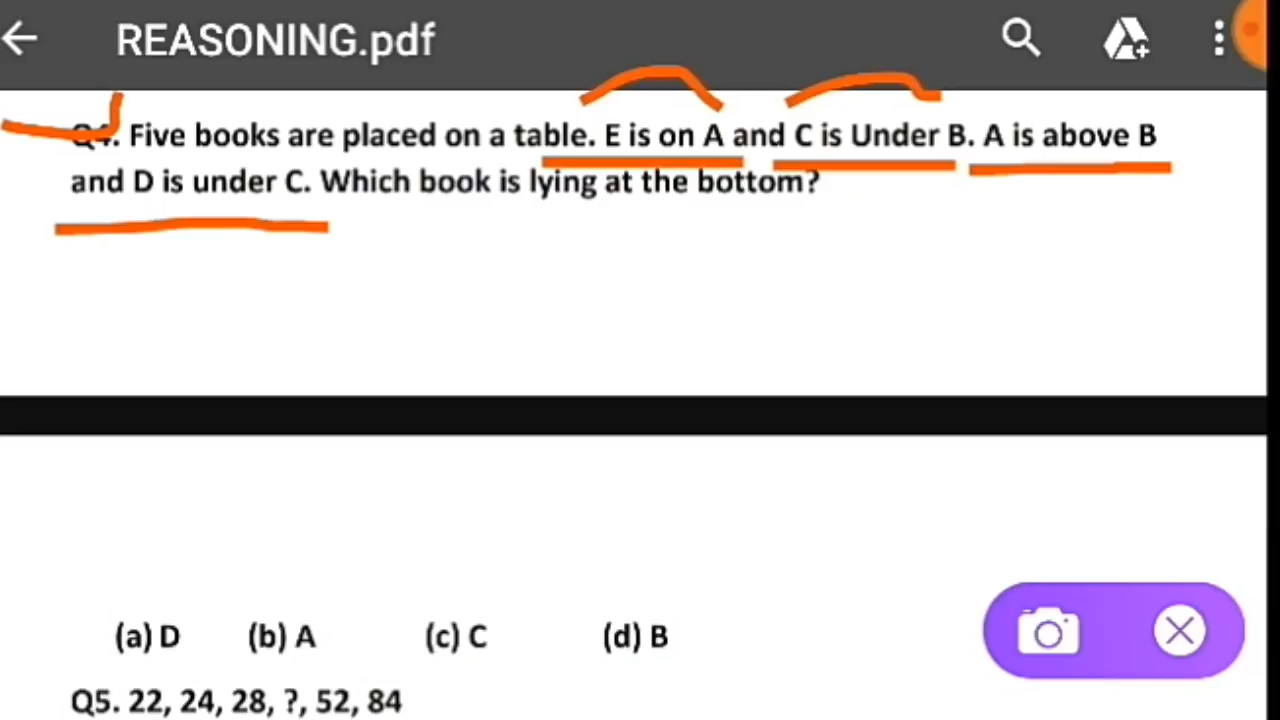 REASONING.pdf
Q4. Five books are placed on a table. E is on A and C is Under B. A is above B
and D is under C. Which book is lying at the bottom?
(a) D (b) A (c) C (d) B
Q5. 22, 24, 28, ?, 52, 84